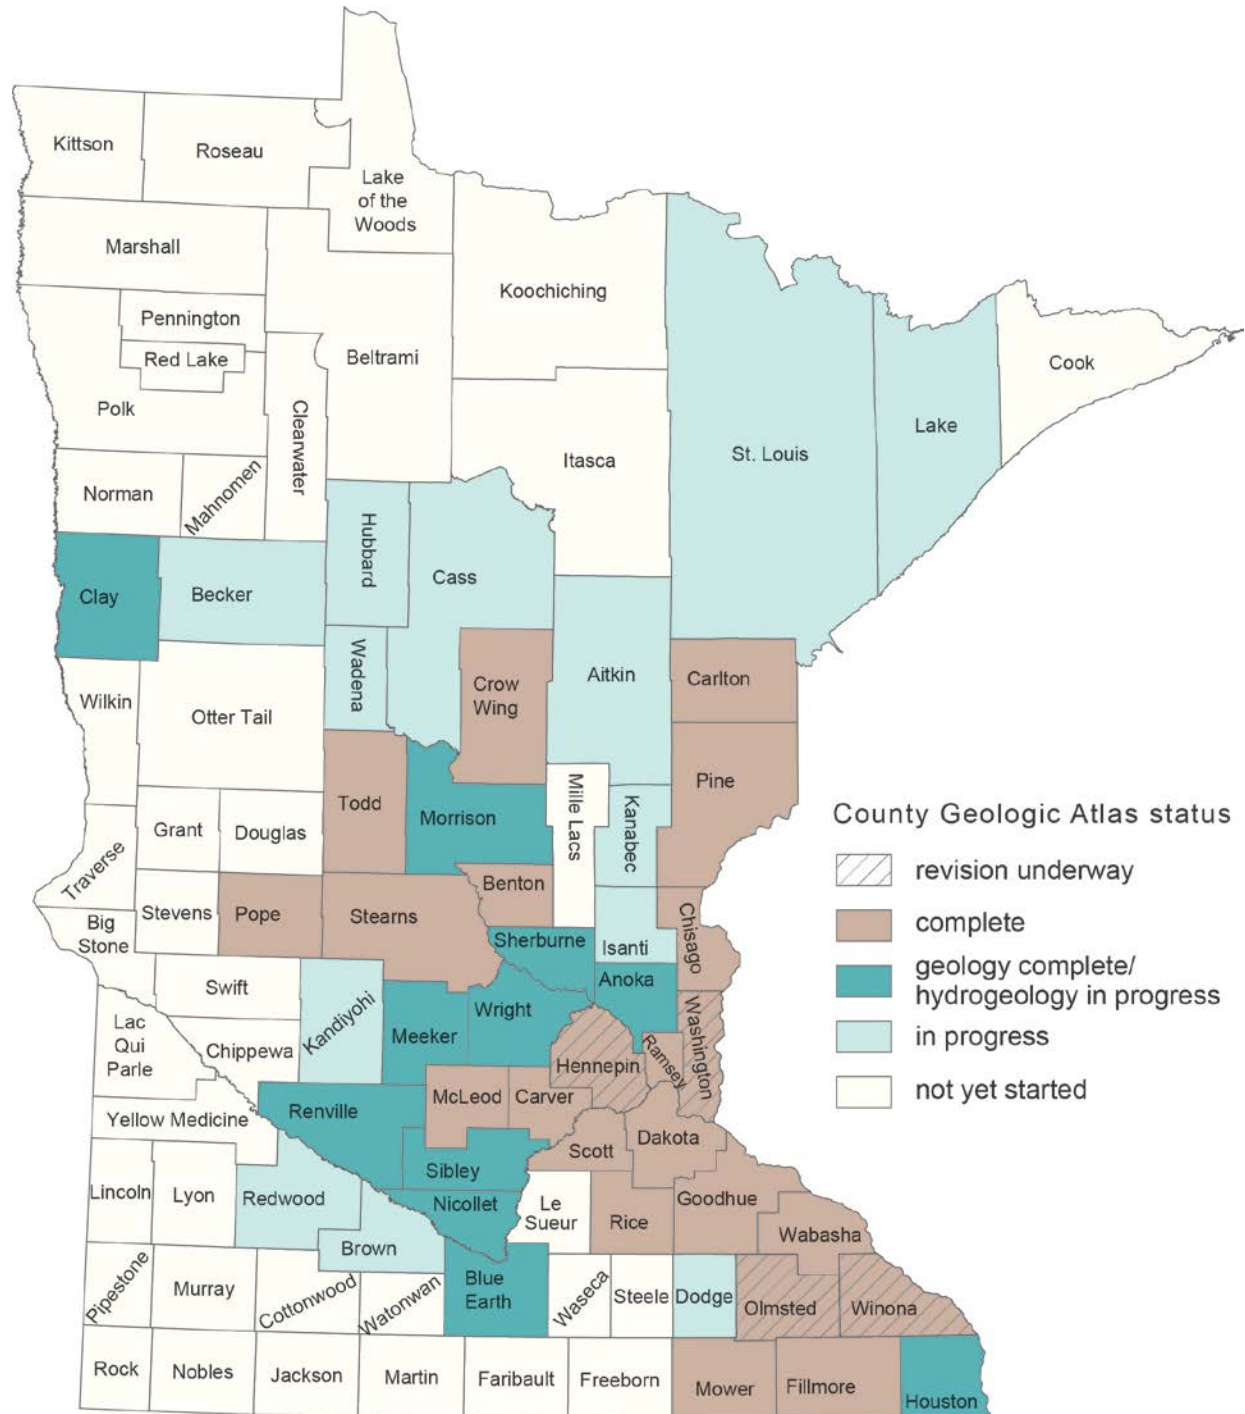 Kittson
Roseau
Lake
of the
Woods
Marshall
Koochiching
Pennington
Red Lake
Beltrami
Cook
Polk
Clearwater
Lake
St. Louis
Itasca
Norman
Mahnomen
Hubbard
Cass
Clay
Becker
Wadena
Aitkin
Crow
Wing
Carlton
Wilkin
Otter Tail
Pine
Todd
Morrison
Mille Lacs
Kanabec
Grant
Douglas
Traverse
Benton
Stevens
Pope
Stearns
Big
Stone
Sherburne
Isanti
Chisago
Swift
Kandiyohi
Anoka
Wright
Meeker
Lac
Qui
Parle
Chippewa
Hennepin
Ramsey
Washington
McLeod
Carver
Renville
Yellow Medicine
Scott
Dakota
Sibley
Lincoln
Lyon
Redwood
Nicollet
Le
Sueur
Rice
Goodhue
Wabasha
Brown
Pipestone
Murray
Cottonwood
Watonwan
Blue
Earth
Waseca
Steele
Dodge
Olmsted
Winona
Rock
Nobles
Jackson
Martin
Faribault
Freeborn
Mower
Fillmore
Houston
County Geologic Atlas status
revision underway
complete
geology complete/
hydrogeology in progress
in progress
not yet started